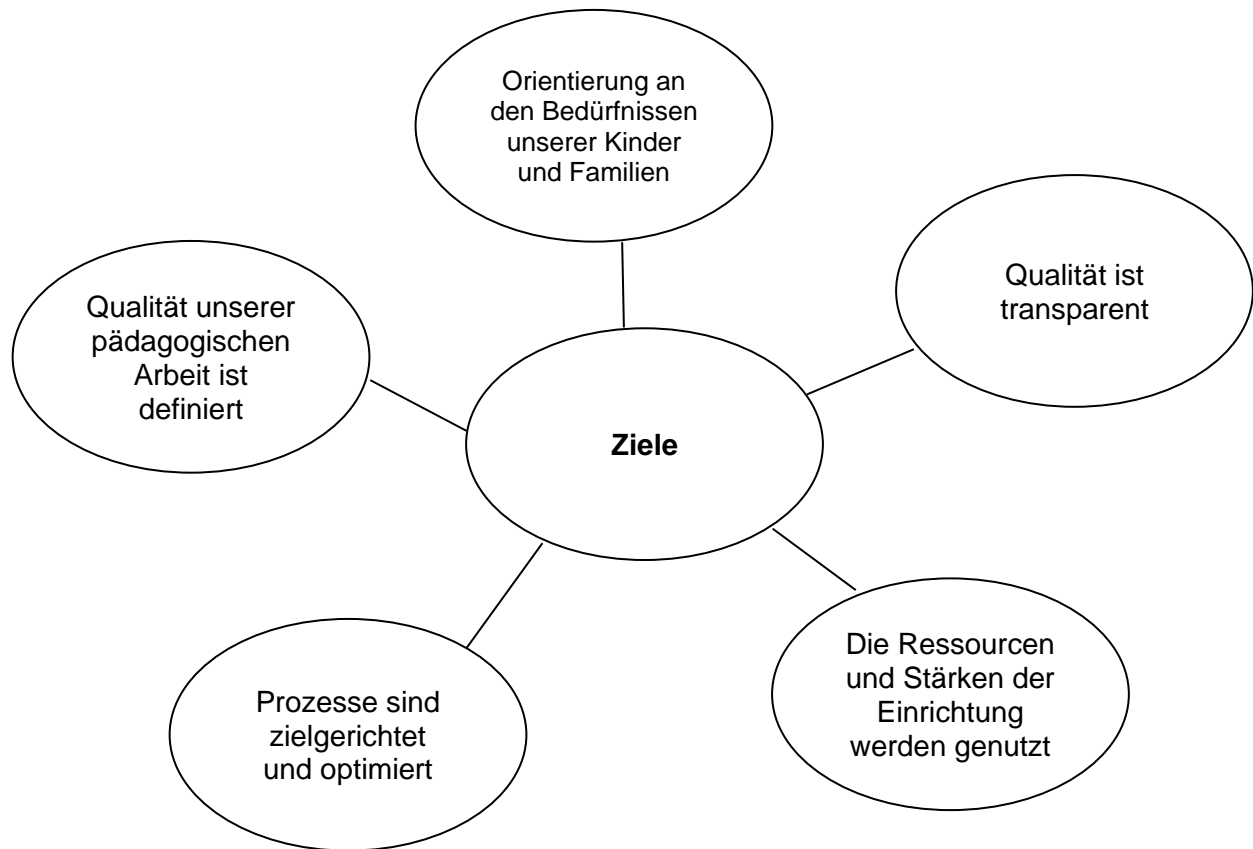 Orientierung an
den Bedürfnissen
unserer Kinder
und Familien
Qualität ist
transparent
Qualität unserer
pädagogischen
Arbeit ist
definiert
Ziele
Die Ressourcen
und Stärken der
Einrichtung
werden genutzt
Prozesse sind
zielgerichtet
und optimiert